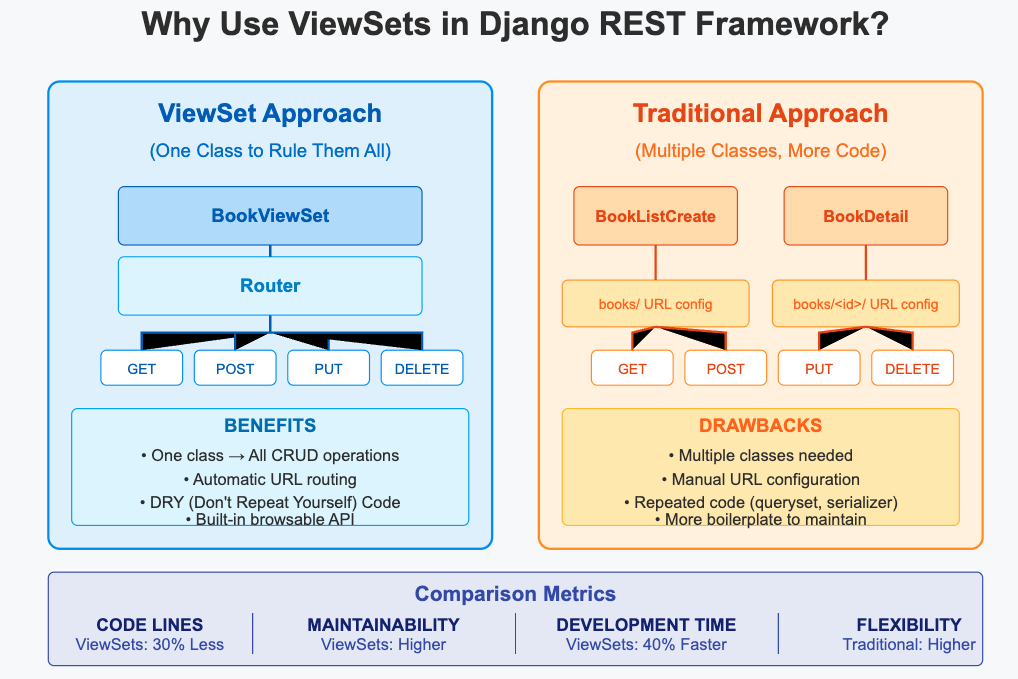 Why Use ViewSets in Django REST Framework?
ViewSet Approach
(One Class to Rule Them All)
BookViewSet
Router
GET
POST
PUT
DELETE
BENEFITS
• One class → All CRUD operations
• Automatic URL routing
• DRY (Don't Repeat Yourself) Code
• Built-in browsable API
Traditional Approach
(Multiple Classes, More Code)
BookListCreate
BookDetail
books/ URL config
books/<id>/ URL config
GET
POST
PUT
DELETE
DRAWBACKS
• Multiple classes needed
• Manual URL configuration
• Repeated code (queryset, serializer)
• More boilerplate to maintain
Comparison Metrics
CODE LINES
ViewSets: 30% Less
MAINTAINABILITY
ViewSets: Higher
DEVELOPMENT TIME
ViewSets: 40% Faster
FLEXIBILITY
Traditional: Higher